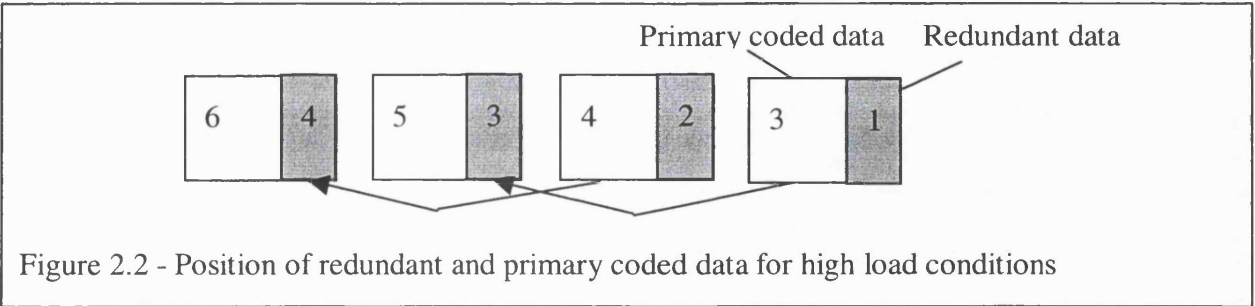 Primary coded data Redundant data
6 4 5 3 4 2 3 1
Figure 2.2 - Position of redundant and primary coded data for high load conditions